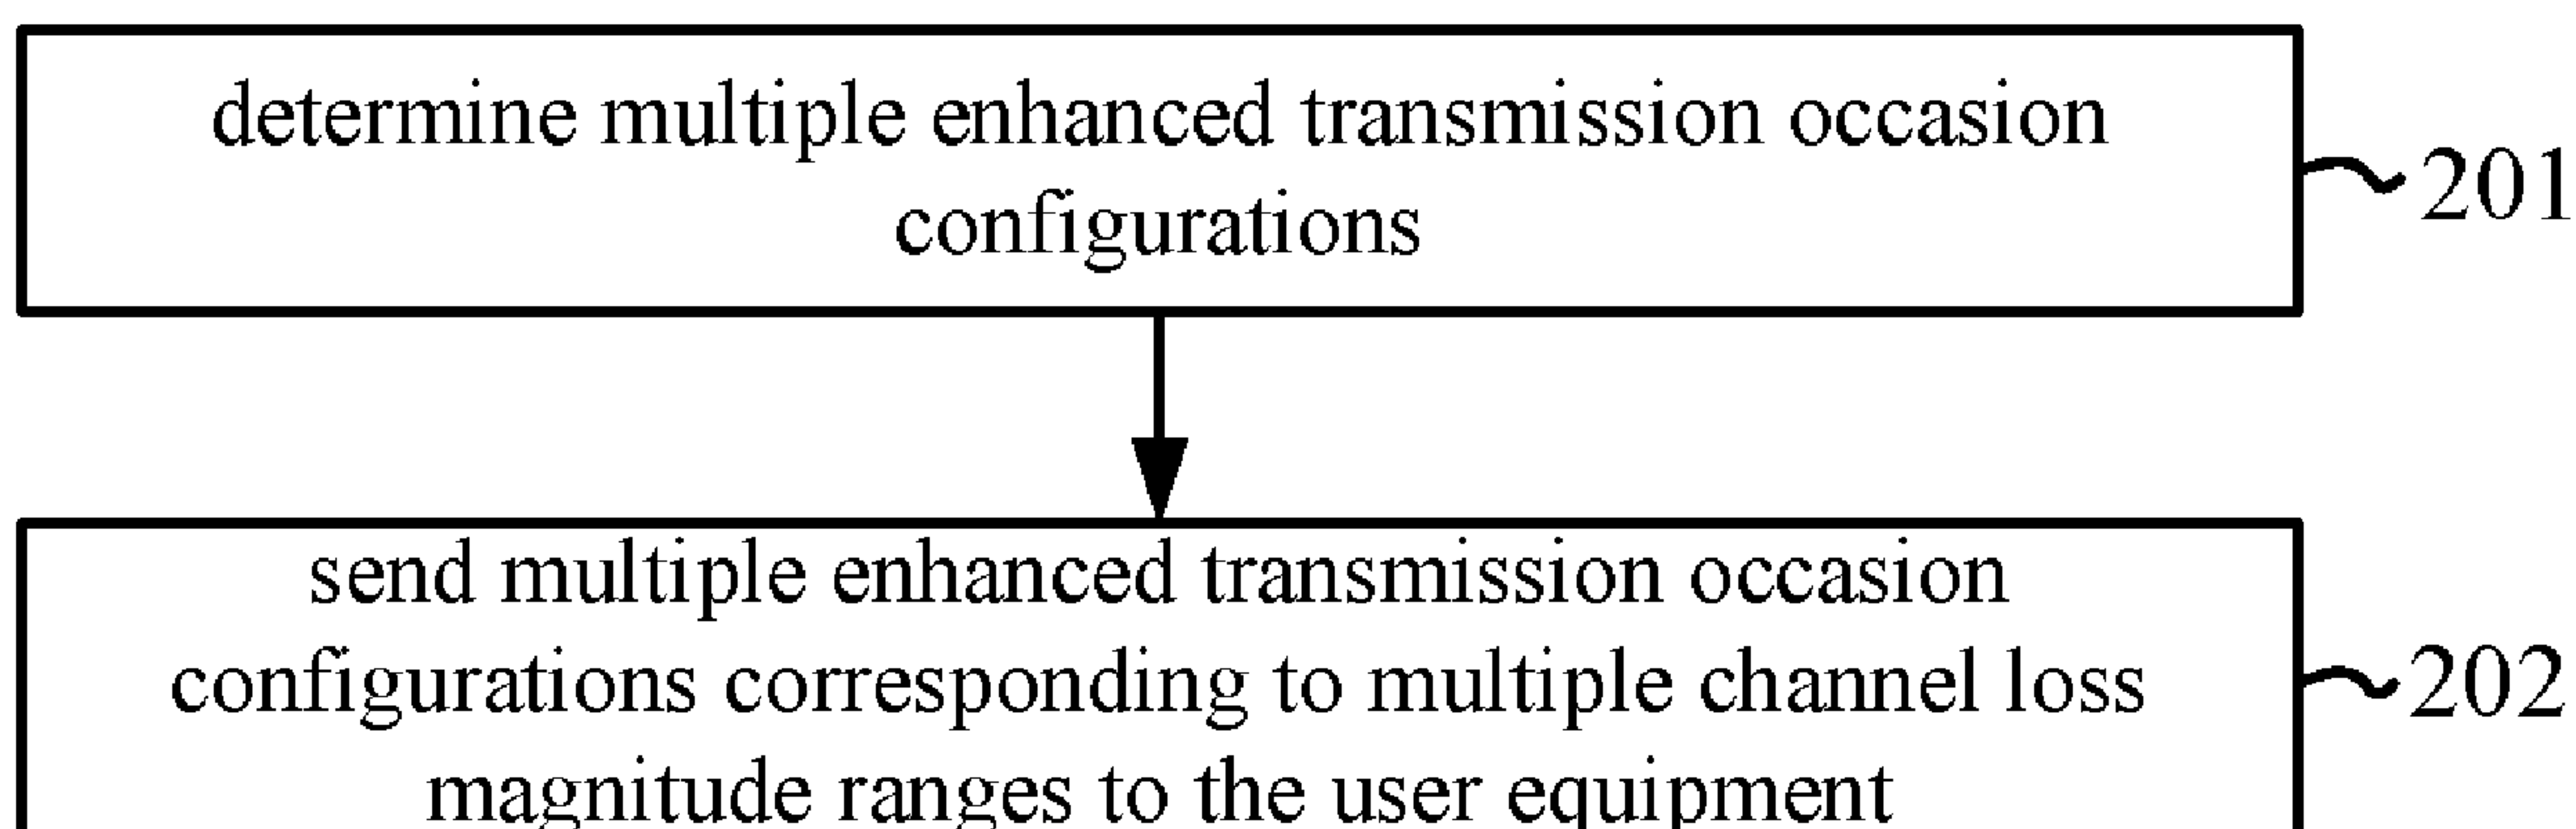 determine multiple enhanced transmission occasion
configurations
201
send multiple enhanced transmission occasion
configurations corresponding to multiple channel loss
magnitude ranges to the user equipment
202